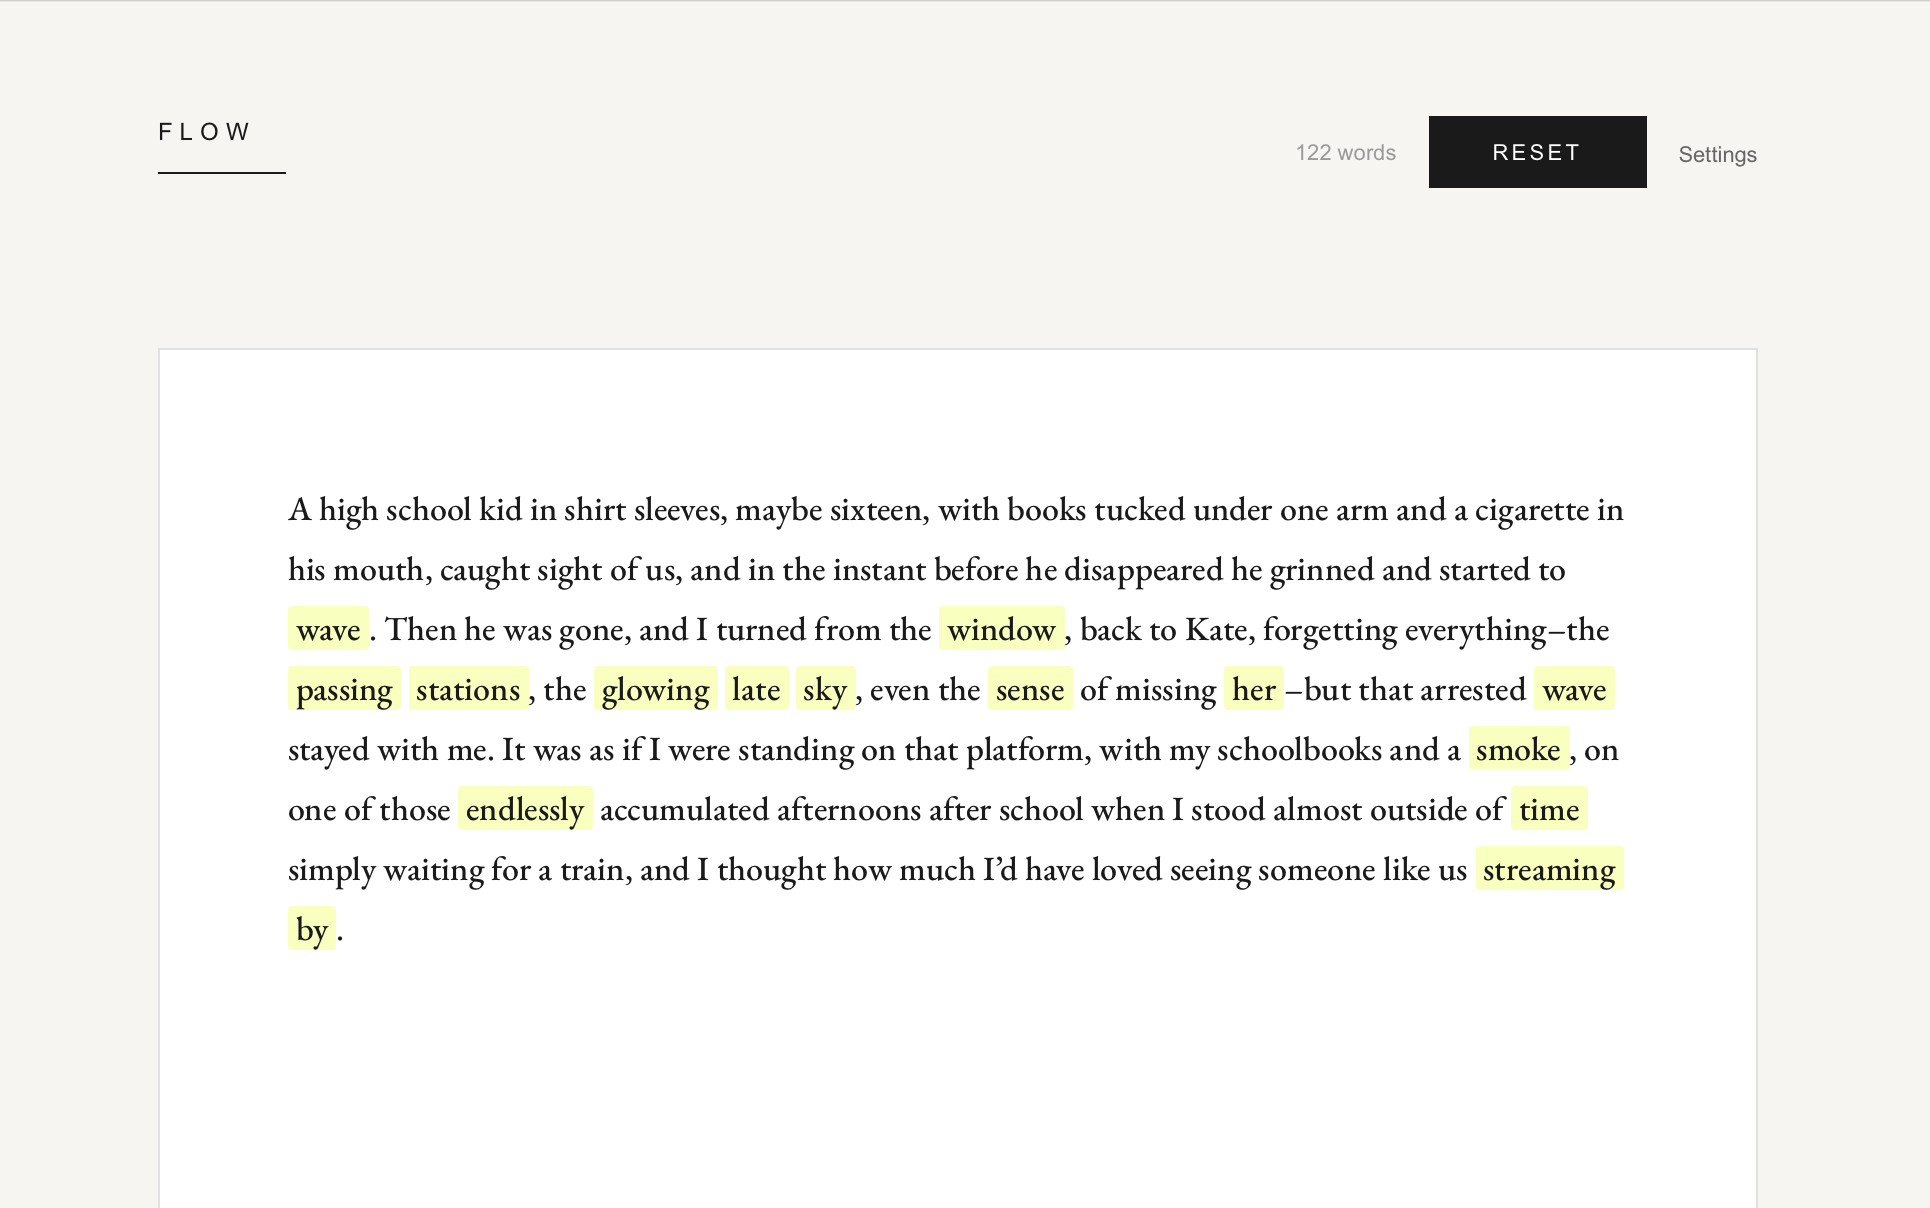 FLOW
122 words
RESET
Settings
A high school kid in shirt sleeves, maybe sixteen, with books tucked under one arm and a cigarette in
his mouth, caught sight of us, and in the instant before he disappeared he grinned and started to
wave. Then he was gone, and I turned from the window, back to Kate, forgetting everything–the
passing stations, the glowing late sky, even the sense of missing her–but that arrested wave
stayed with me. It was as if I were standing on that platform, with my schoolbooks and a smoke, on
one of those endlessly accumulated afternoons after school when I stood almost outside of time
simply waiting for a train, and I thought how much I’d have loved seeing someone like us streaming
by.